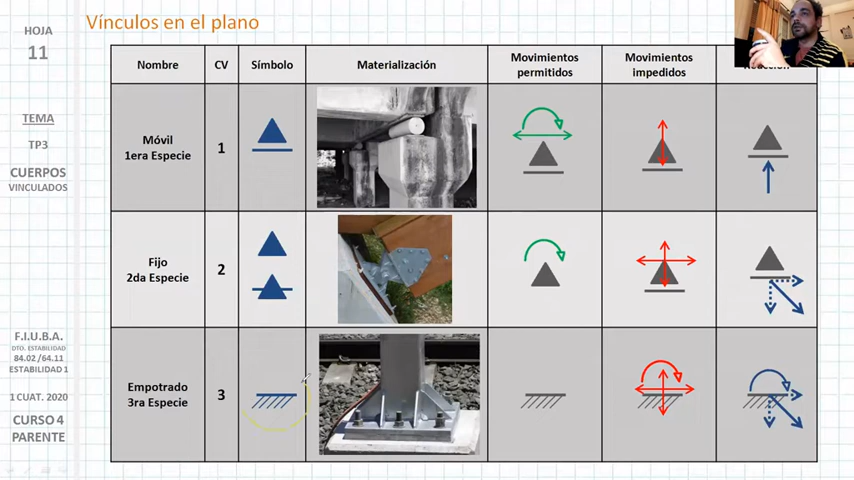 Vínculos en el plano
HOJA
11
TEMA
TP3
CUERPOS
VINCULADOS
F.I.U.B.A.
DTO. ESTABILIDAD
84.02 /64.11
ESTABILIDAD 1
1 CUAT. 2020
CURSO 4
PARENTE
Nombre
CV
Símbolo
Materialización
Movimientos
permitidos
Movimientos
impedidos
Móvil
1era Especie
1
Fijo
2da Especie
2
Empotrado
3ra Especie
3